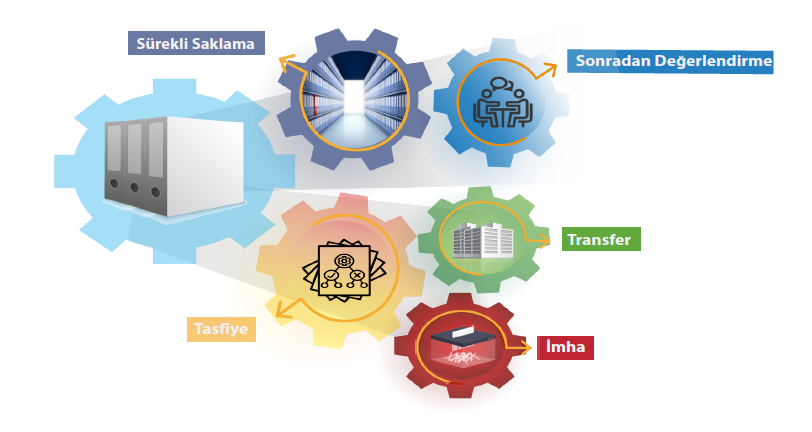 Sürekli Saklama
Sonradan Değerlendirme
Transfer
Tasfiye
İmha